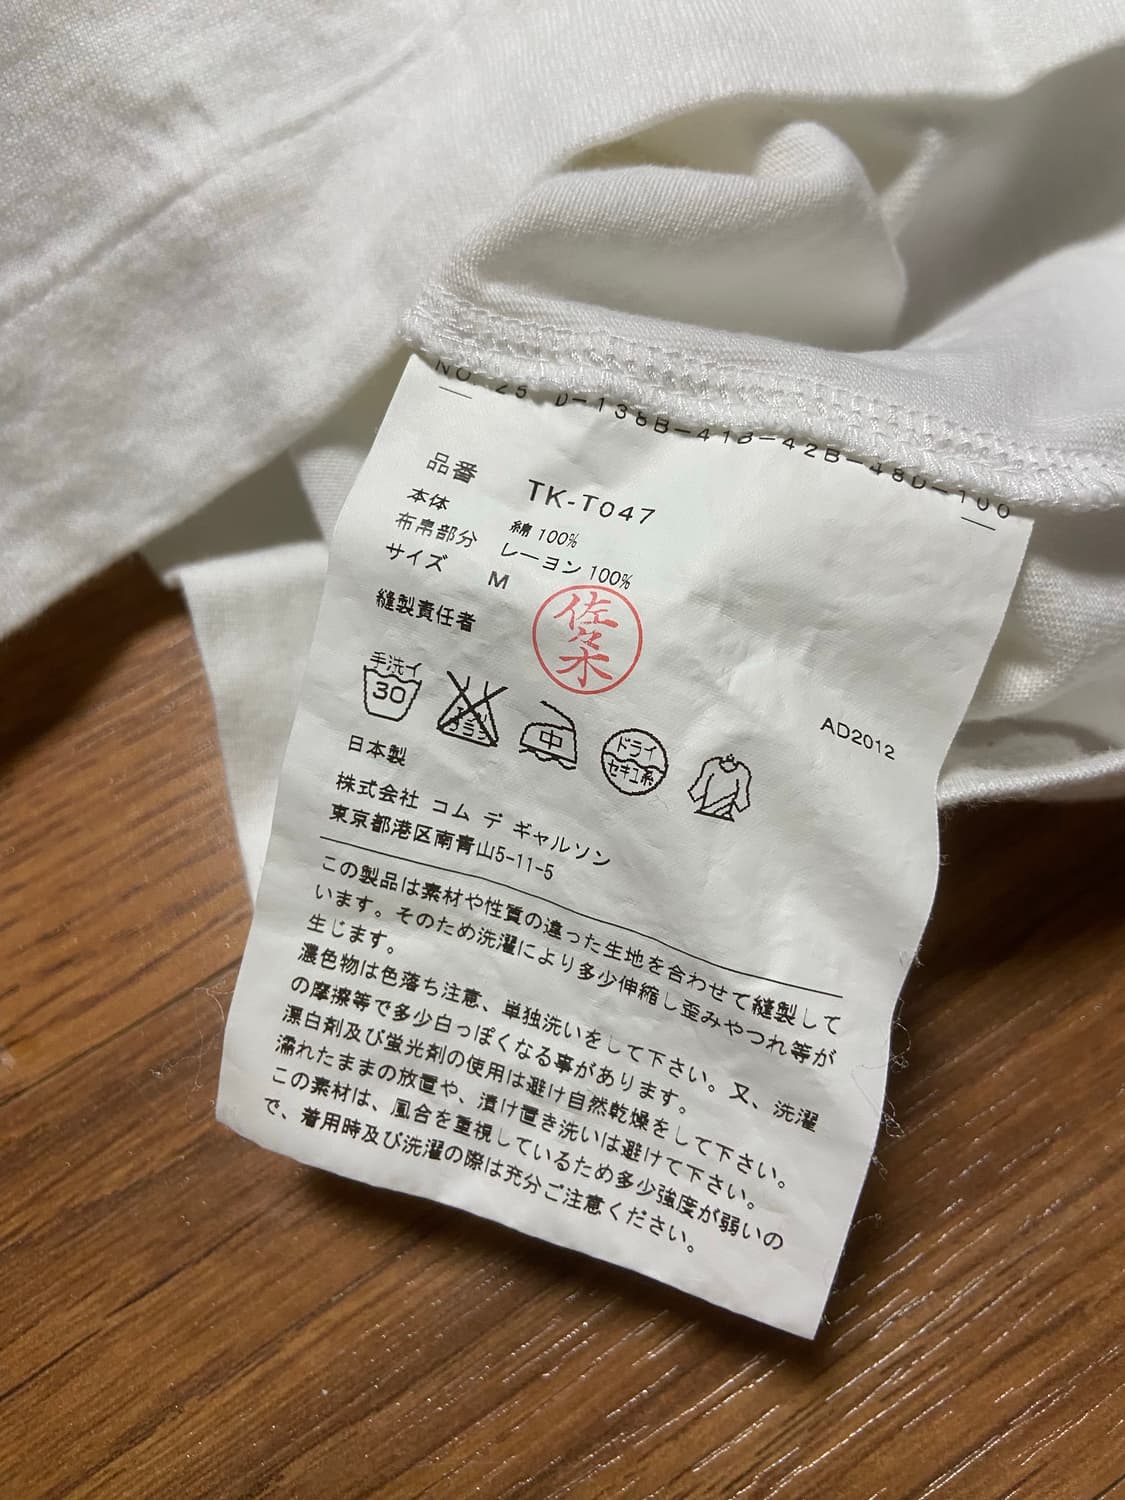 品番 TK-T047
本体 綿 100%
布帛部分 レーヨン 100%
サイズ M
縫製責任者 佐々木
手洗イ
30
エンソ
サラシ
中
ドライ
セキユ系
AD2012
日本製
株式会社 コム デ ギャルソン
東京都港区南青山5-11-5
この製品は素材や性質の違った生地を合わせて縫製して
います。そのため洗濯により多少伸縮し歪みやつれ等が
生じます。
濃色物は色落ち注意、単独洗いをして下さい。又、洗濯
の摩擦等で多少白っぽくなる事があります。
漂白剤及び蛍光剤の使用は避け自然乾燥をして下さい。
濡れたままの放置や、漬け置き洗いは避けて下さい。
この素材は、風合を重視しているため多少強度が弱いの
で、着用時及び洗濯の際は充分ご注意ください。